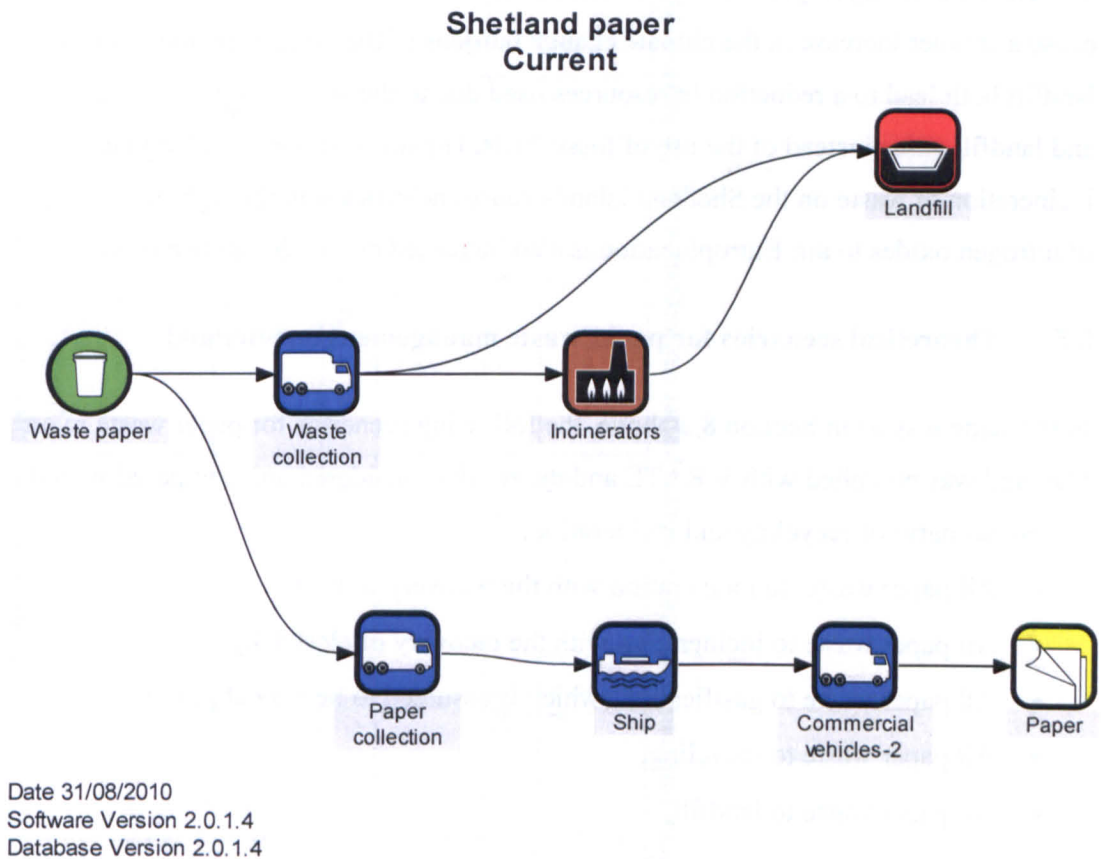 Shetland paper
Current
Landfill
Waste paper
Waste
collection
Incinerators
Paper
collection
Ship
Commercial
vehicles-2
Paper
Date 31/08/2010
Software Version 2.0.1.4
Database Version 2.0.1.4